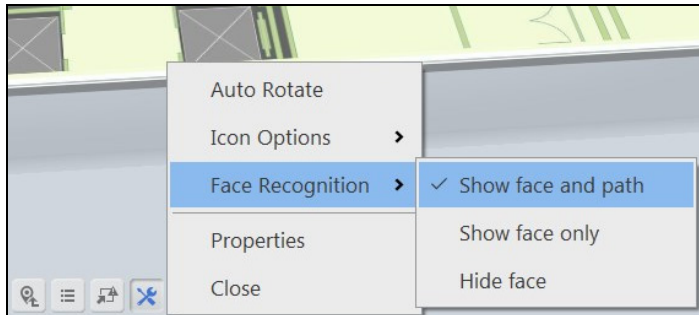 Auto Rotate
Icon Options
Face Recognition
Show face and path
Show face only
Properties
Hide face
Close